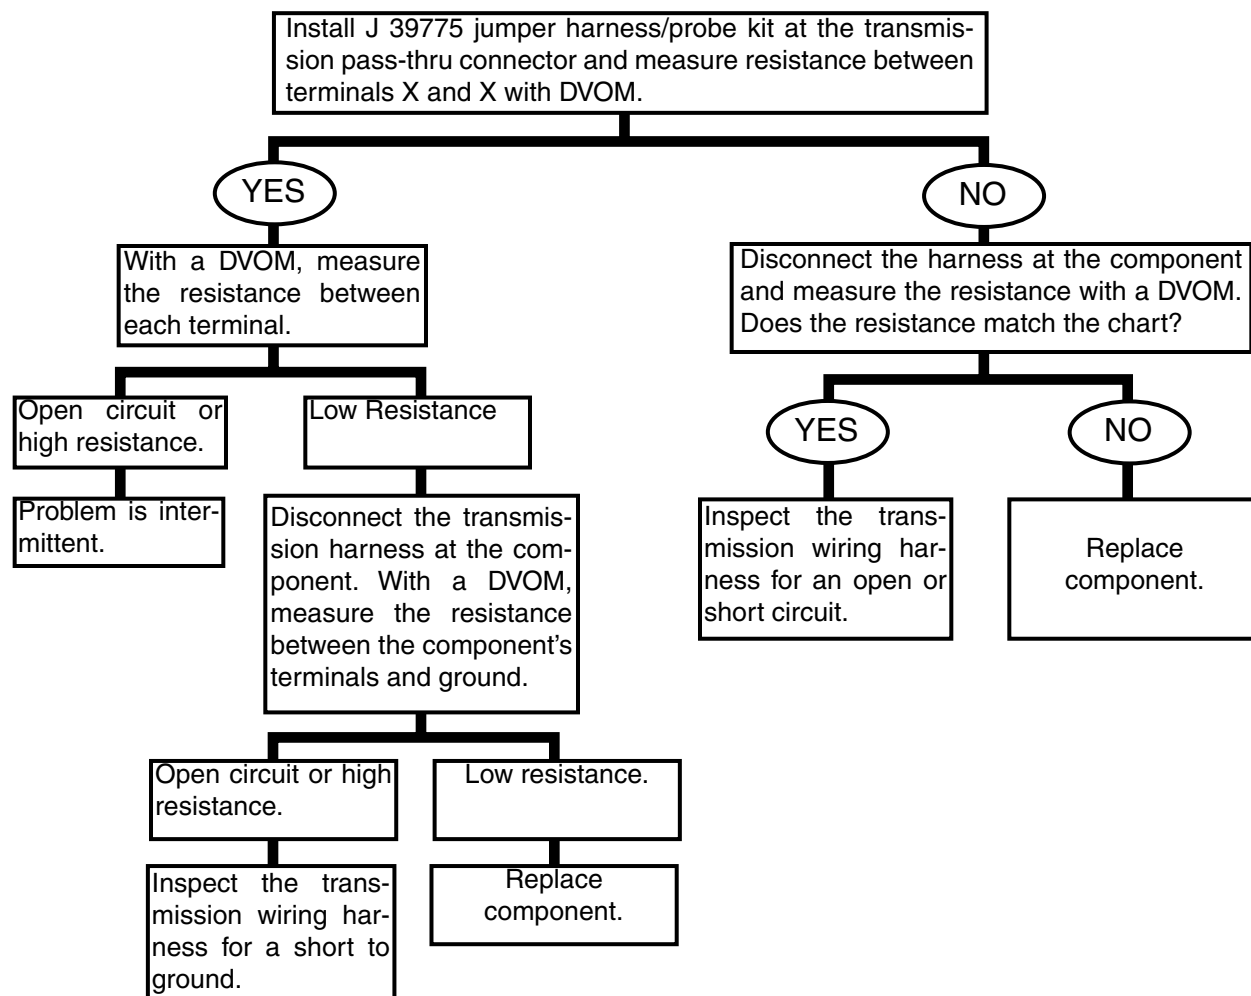 Install J 39775 jumper harness/probe kit at the transmis-
sion pass-thru connector and measure resistance between
terminals X and X with DVOM.
YES
NO
With a DVOM, measure
the resistance between
each terminal.
Disconnect the harness at the component
and measure the resistance with a DVOM.
Does the resistance match the chart?
Open circuit or
high resistance.
Low Resistance
YES
NO
Problem is inter-
mittent.
Disconnect the transmis-
sion harness at the com-
ponent. With a DVOM,
measure the resistance
between the component's
terminals and ground.
Inspect the trans-
mission wiring har-
ness for an open or
short circuit.
Replace
component.
Open circuit or high
resistance.
Low resistance.
Inspect the trans-
mission wiring har-
ness for a short to
ground.
Replace
component.